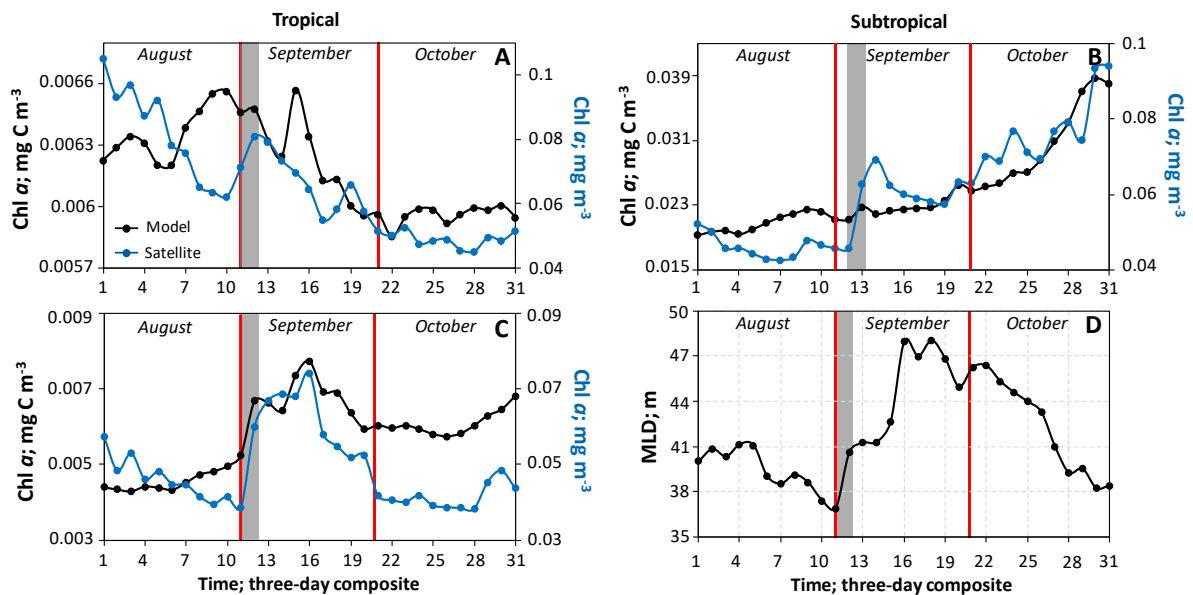 Tropical
Subtropical
August September October A
0.0066
0.0063
0.006
0.0057
Chl a; mg C m-3
0.1
0.08
0.06
0.04
Chl a; mg m-3
Model
Satellite
1 4 7 10 13 16 19 22 25 28 31
August September October B
0.039
0.031
0.023
0.015
Chl a; mg C m-3
0.1
0.08
0.06
0.04
Chl a; mg m-3
1 4 7 10 13 16 19 22 25 28 31
August September October C
0.009
0.007
0.005
0.003
Chl a; mg C m-3
0.09
0.07
0.05
0.03
Chl a; mg m-3
1 4 7 10 13 16 19 22 25 28 31
Time; three-day composite
August September October D
50
47
44
41
38
35
MLD; m
1 4 7 10 13 16 19 22 25 28 31
Time; three-day composite